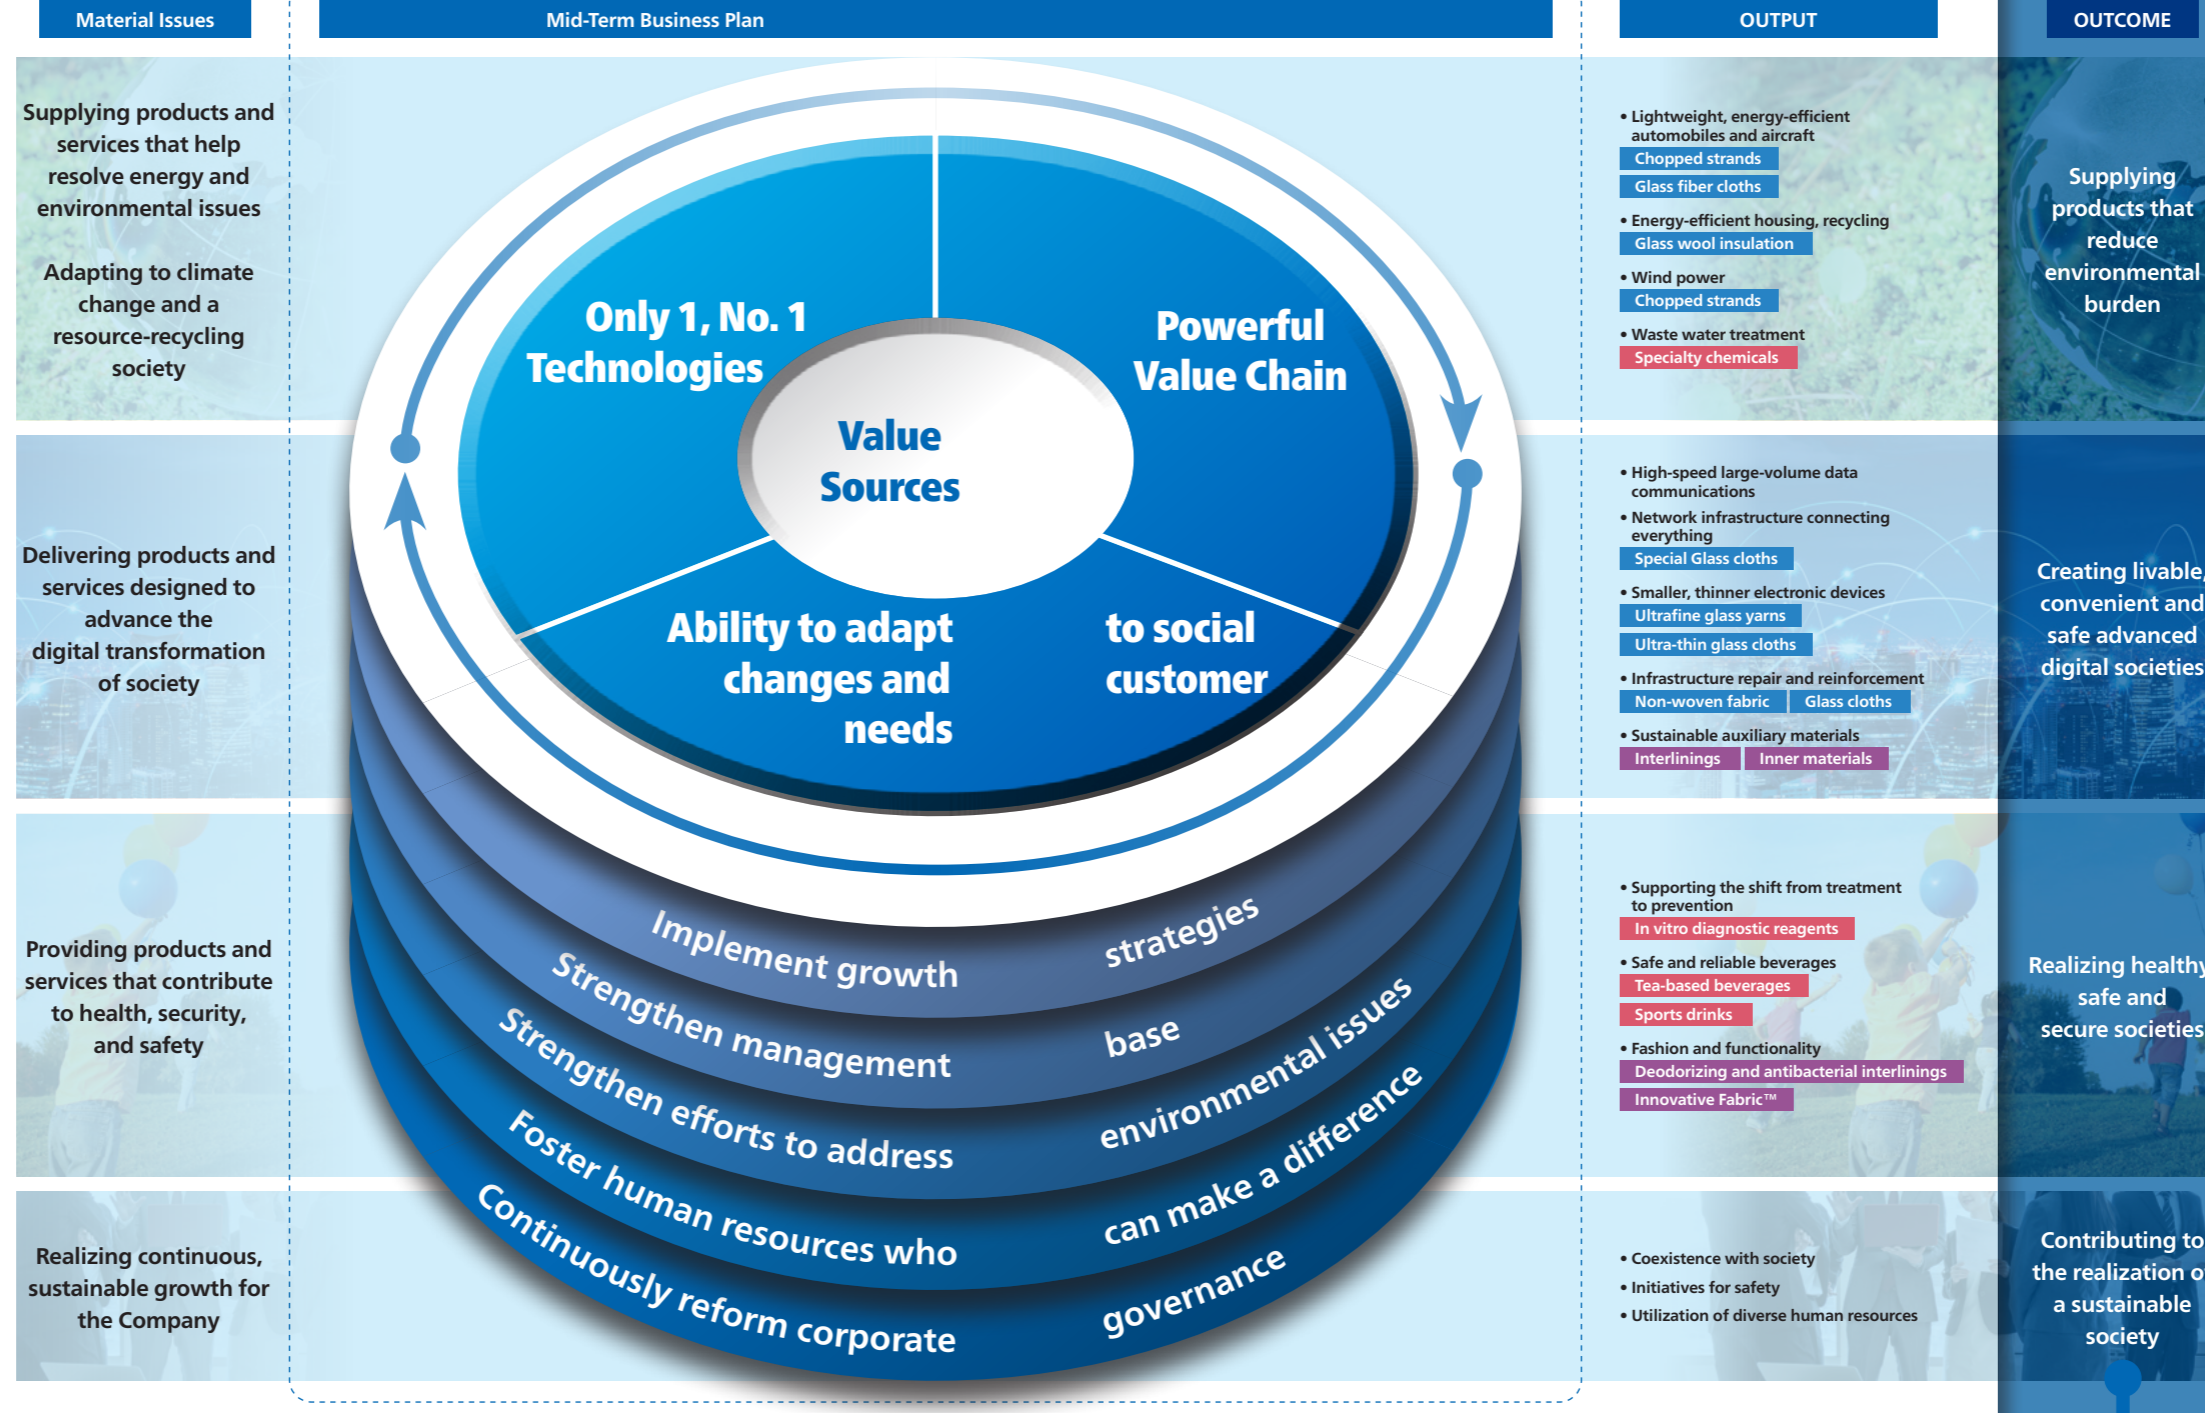 Material Issues
Mid-Term Business Plan
OUTPUT
OUTCOME
Supplying products and
services that help
resolve energy and
environmental issues
Adapting to climate
change and a
resource-recycling
society
Delivering products and
services designed to
advance the
digital transformation
of society
Providing products and
services that contribute
to health, security,
and safety
Realizing continuous,
sustainable growth for
the Company
Only 1, No. 1
Technologies
Powerful
Value Chain
Value
Sources
Ability to adapt to social
changes and customer
needs
Implement growth strategies
Strengthen management base
Strengthen efforts to address environmental issues
Foster human resources who can make a difference
Continuously reform corporate governance
• Lightweight, energy-efficient
automobiles and aircraft
Chopped strands
Glass fiber cloths
• Energy-efficient housing, recycling
Glass wool insulation
• Wind power
Chopped strands
• Waste water treatment
Specialty chemicals
• High-speed large-volume data
communications
• Network infrastructure connecting
everything
Special Glass cloths
• Smaller, thinner electronic devices
Ultrafine glass yarns
Ultra-thin glass cloths
• Infrastructure repair and reinforcement
Non-woven fabric Glass cloths
• Sustainable auxiliary materials
Interlinings Inner materials
• Supporting the shift from treatment
to prevention
In vitro diagnostic reagents
• Safe and reliable beverages
Tea-based beverages
Sports drinks
• Fashion and functionality
Deodorizing and antibacterial interlinings
Innovative Fabric™
• Coexistence with society
• Initiatives for safety
• Utilization of diverse human resources
Supplying
products that
reduce
environmental
burden
Creating livable,
convenient and
safe advanced
digital societies
Realizing healthy
safe and
secure societies
Contributing to
the realization of
a sustainable
society